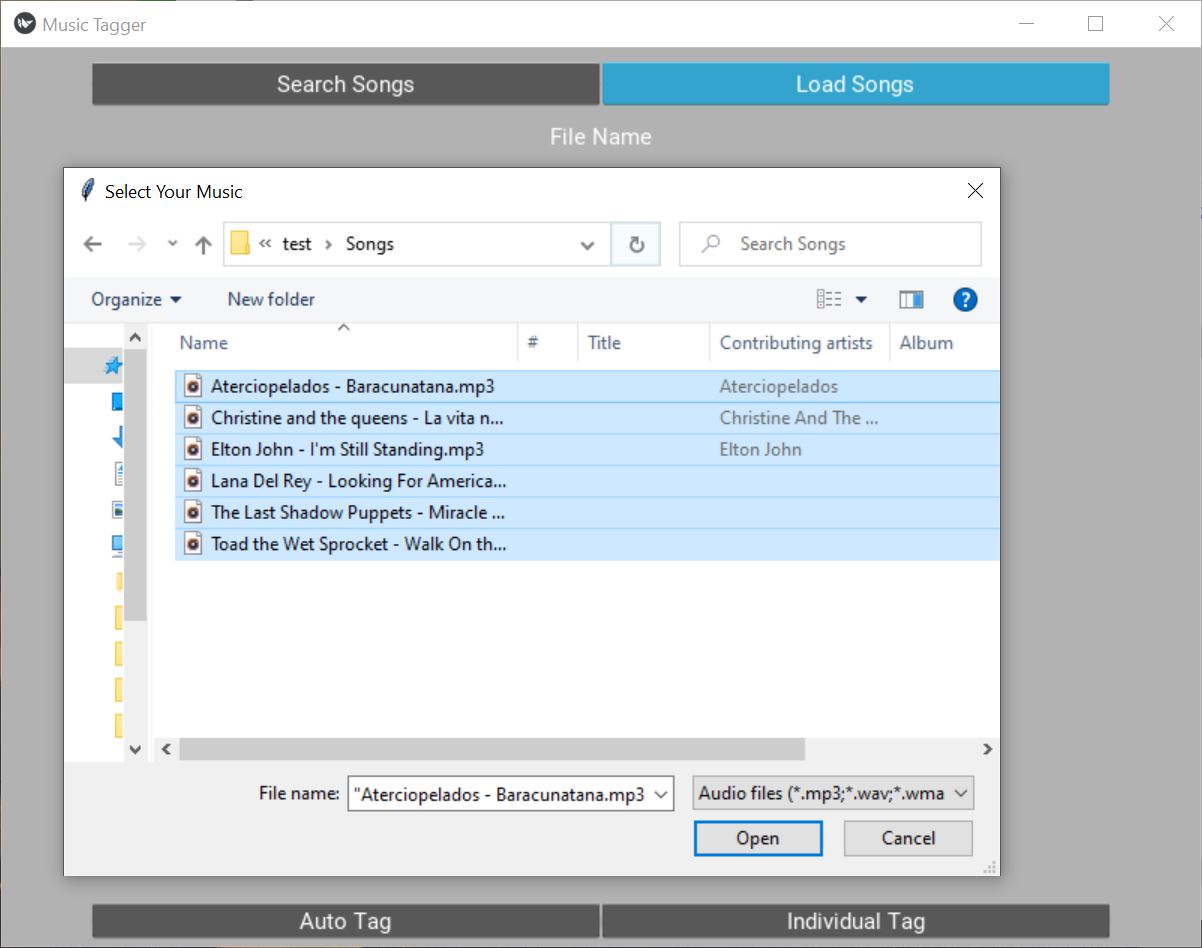 Music Tagger
Search Songs
Load Songs
File Name
Select Your Music
« test › Songs
Search Songs
Organize
New folder
?
Name
#
Title
Contributing artists
Album
Aterciopelados - Baracunatana.mp3
Aterciopelados
Christine and the queens - La vita n...
Christine And The ...
Elton John - I'm Still Standing.mp3
Elton John
Lana Del Rey - Looking For America...
The Last Shadow Puppets - Miracle ...
Toad the Wet Sprocket - Walk On th...
File name:
"Aterciopelados - Baracunatana.mp3
Audio files (*.mp3;*.wav;*.wma
Open
Cancel
Auto Tag
Individual Tag